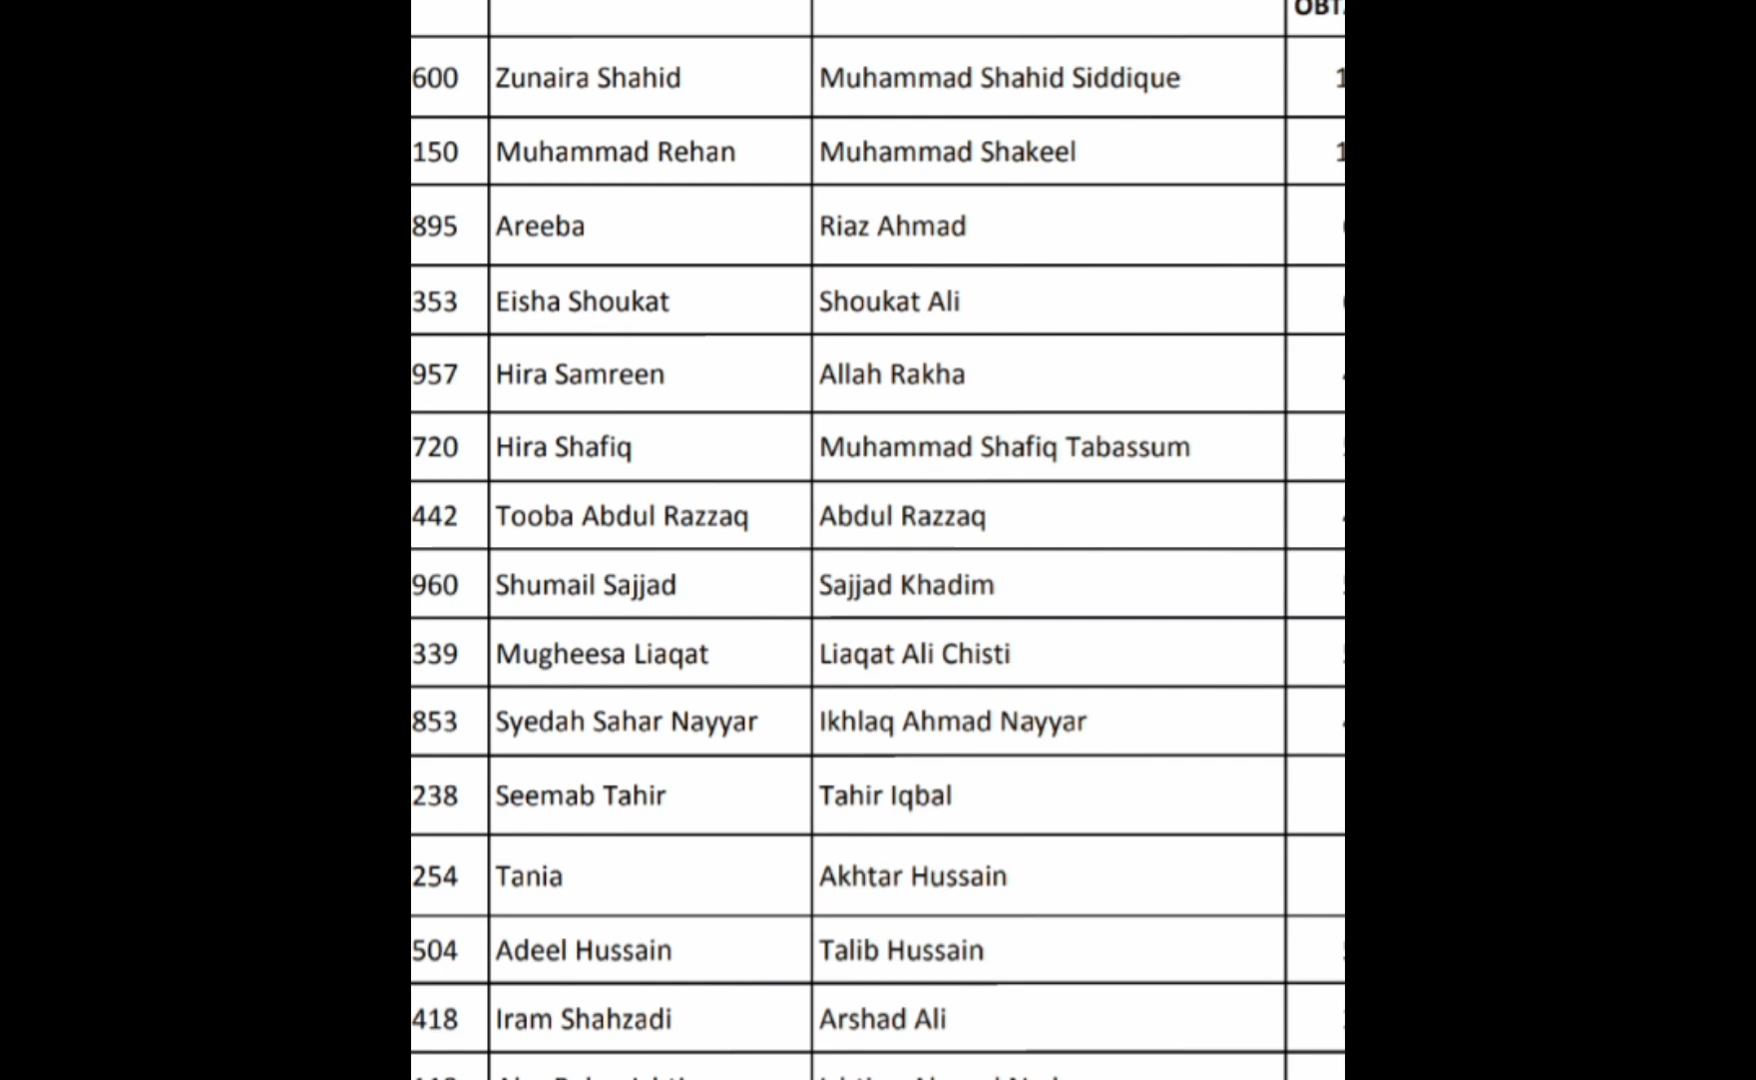 600 Zunaira Shahid Muhammad Shahid Siddique
150 Muhammad Rehan Muhammad Shakeel
895 Areeba Riaz Ahmad
353 Eisha Shoukat Shoukat Ali
957 Hira Samreen Allah Rakha
720 Hira Shafiq Muhammad Shafiq Tabassum
442 Tooba Abdul Razzaq Abdul Razzaq
960 Shumail Sajjad Sajjad Khadim
339 Mugheesa Liaqat Liaqat Ali Chisti
853 Syedah Sahar Nayyar Ikhlaq Ahmad Nayyar
238 Seemab Tahir Tahir Iqbal
254 Tania Akhtar Hussain
504 Adeel Hussain Talib Hussain
418 Iram Shahzadi Arshad Ali